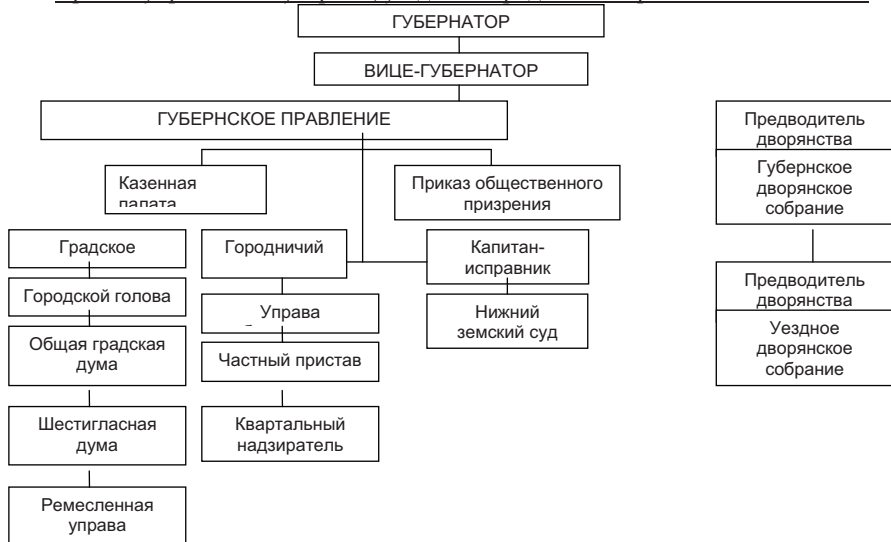 ГУБЕРНАТОР
ВИЦЕ-ГУБЕРНАТОР
ГУБЕРНСКОЕ ПРАВЛЕНИЕ
Казенная
палата
Приказ общественного
призрения
Предводитель
дворянства
Губернское
дворянское
собрание
Градское
Городской голова
Общая градская
дума
Шестигласная
дума
Ремесленная
управа
Городничий
Управа
Частный пристав
Квартальный
надзиратель
Капитан-
исправник
Нижний
земский суд
Предводитель
дворянства
Уездное
дворянское
собрание